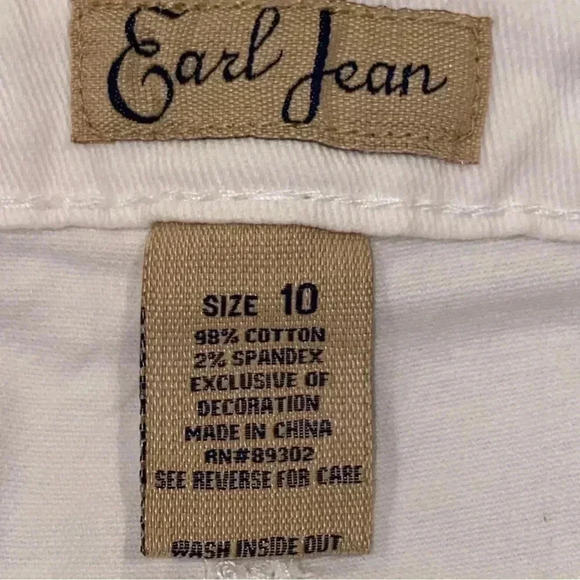 Earl Jean
SIZE 10
98% COTTON
2% SPANDEX
EXCLUSIVE OF
DECORATION
MADE IN CHINA
RN#89302
SEE REVERSE FOR CARE
WASH INSIDE OUT